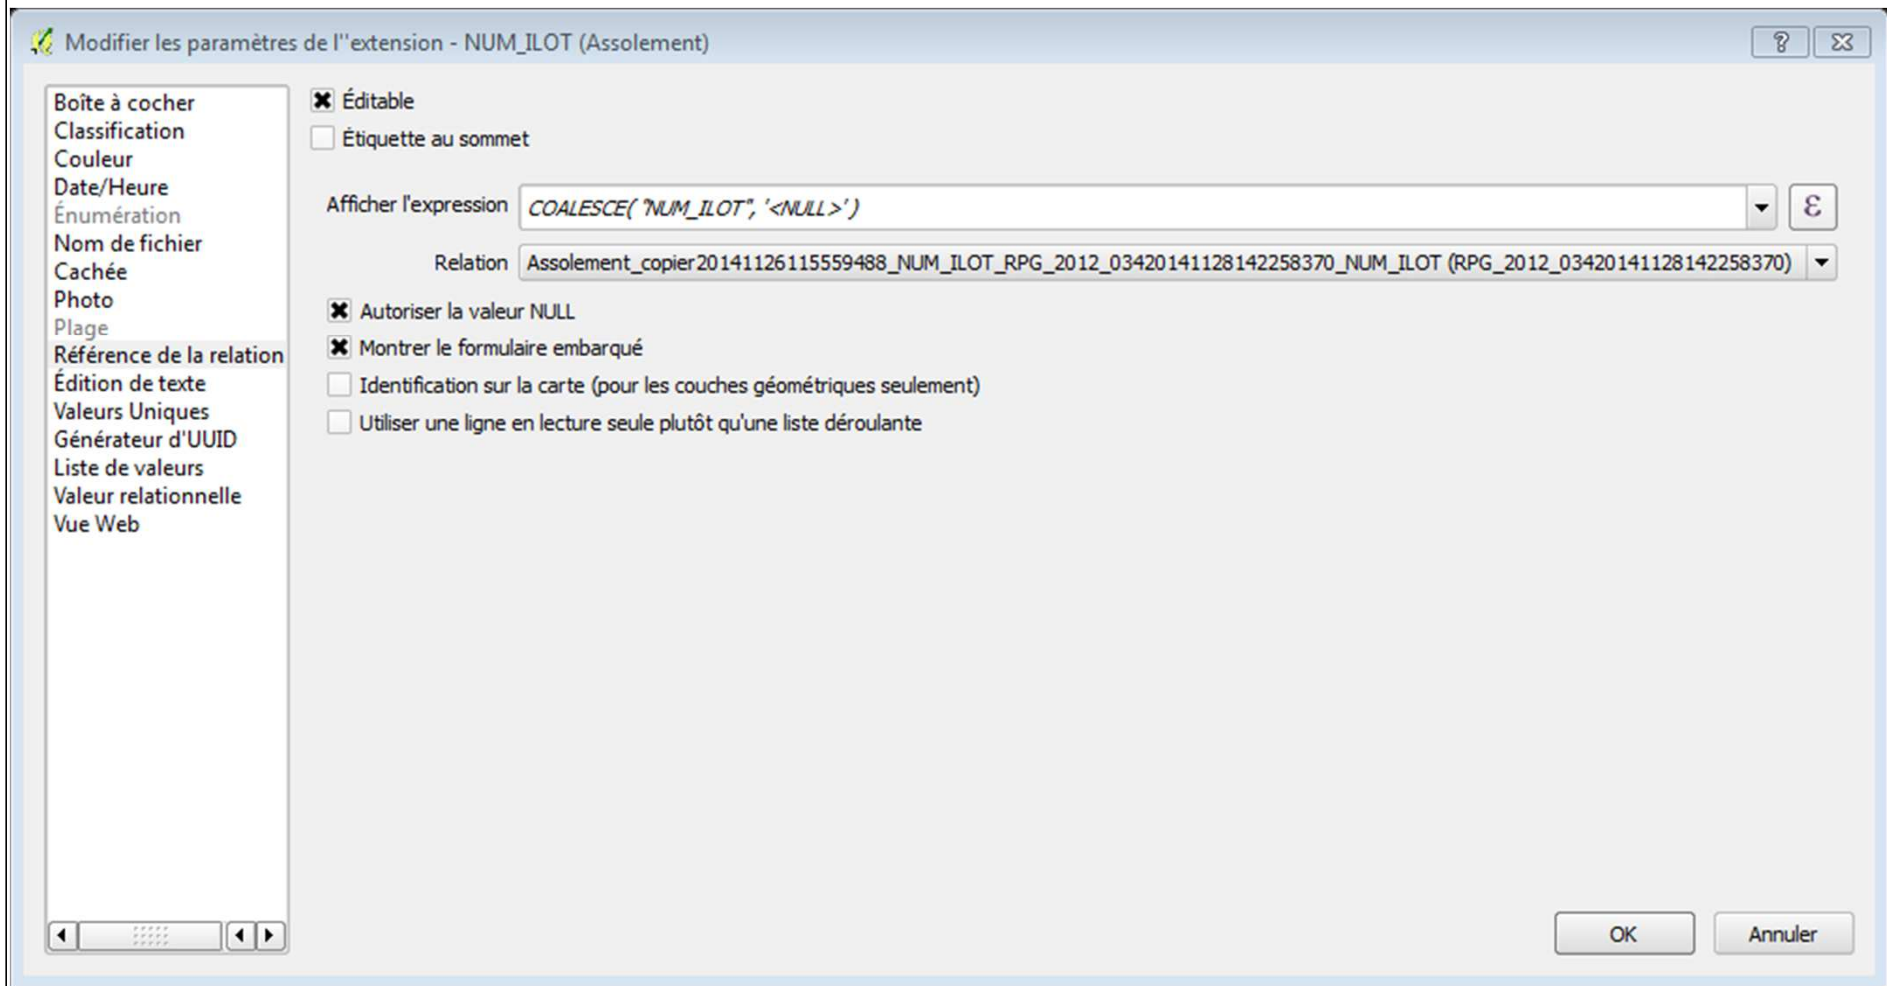 Modifier les paramètres de l''extension - NUM_ILOT (Assolement)
Boîte à cocher
Classification
Couleur
Date/Heure
Énumération
Nom de fichier
Cachée
Photo
Plage
Référence de la relation
Édition de texte
Valeurs Uniques
Générateur d'UUID
Liste de valeurs
Valeur relationnelle
Vue Web
Éditable
Étiquette au sommet
Afficher l'expression COALESCE( "NUM_ILOT", '<NULL>' ) ε
Relation Assolement_copier20141126115559488_NUM_ILOT_RPG_2012_03420141128142258370_NUM_ILOT (RPG_2012_03420141128142258370)
Autoriser la valeur NULL
Montrer le formulaire embarqué
Identification sur la carte (pour les couches géométriques seulement)
Utiliser une ligne en lecture seule plutôt qu'une liste déroulante
OK Annuler